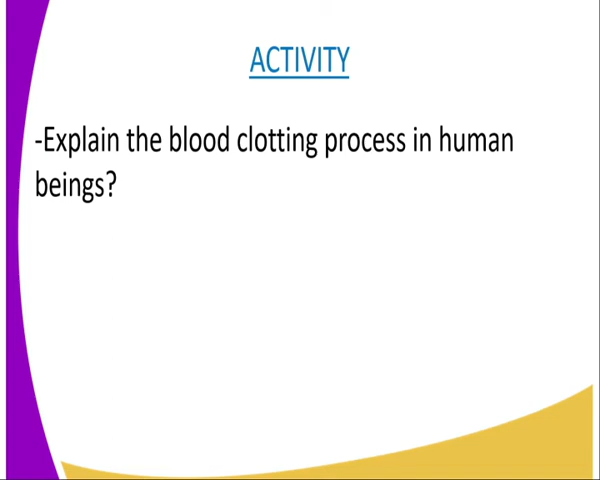 ACTIVITY
-Explain the blood clotting process in human
beings?